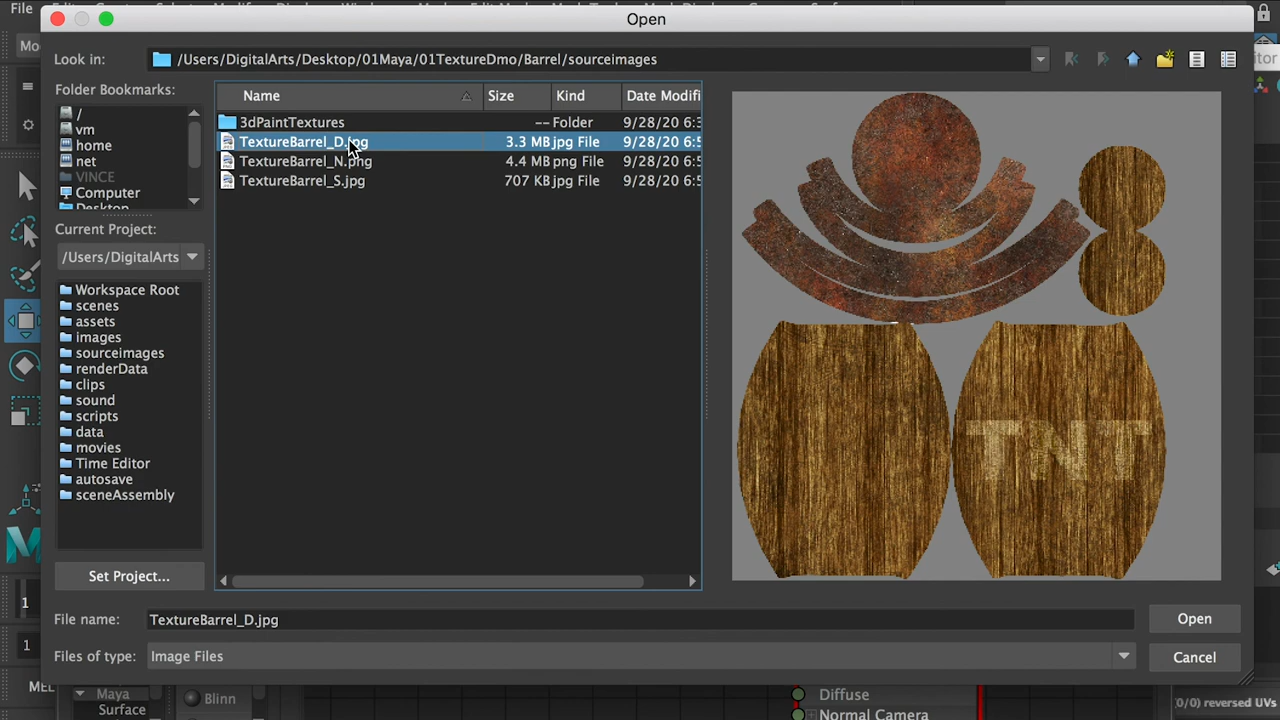 File
Open
Look in:
/Users/DigitalArts/Desktop/01Maya/01TextureDmo/Barrel/sourceimages
Folder Bookmarks:
/
vm
home
net
VINCE
Computer
Desktop
Name Size Kind Date Modifi
3dPaintTextures -- Folder 9/28/20 6:3
TextureBarrel_D.jpg 3.3 MB jpg File 9/28/20 6:5
TextureBarrel_N.png 4.4 MB png File 9/28/20 6:5
TextureBarrel_S.jpg 707 KB jpg File 9/28/20 6:5
Current Project:
/Users/DigitalArts
Workspace Root
scenes
assets
images
sourceimages
renderData
clips
sound
scripts
data
movies
Time Editor
autosave
sceneAssembly
Set Project...
TNT
File name: TextureBarrel_D.jpg
Open
Files of type: Image Files
Cancel
1
1
MEL
Maya
Surface
Blinn
Diffuse
Normal Camera
0/0) reversed UVs